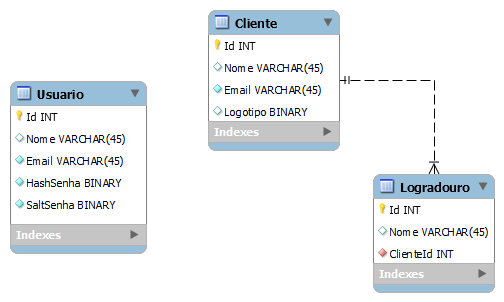 Cliente
Id INT
Nome VARCHAR(45)
Email VARCHAR(45)
Logotipo BINARY
Indexes
Usuario
Id INT
Nome VARCHAR(45)
Email VARCHAR(45)
HashSenha BINARY
SaltSenha BINARY
Indexes
Logradouro
Id INT
Nome VARCHAR(45)
ClienteId INT
Indexes